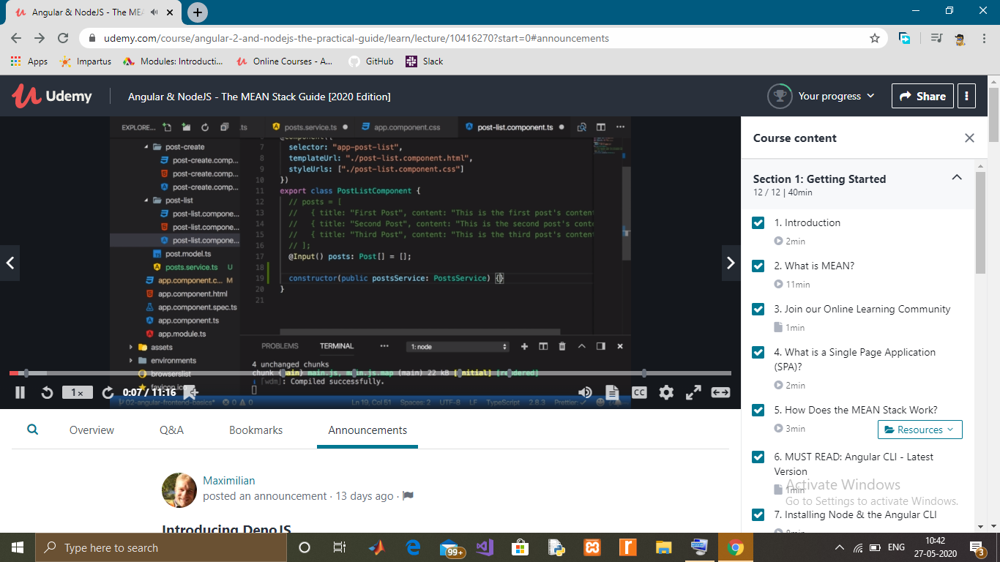 Angular & NodeJS - The ME
udemy.com/course/angular-2-and-nodejs-the-practical-guide/learn/lecture/10416270?start=0#announcements
Apps
Impartus
Modules: Introducti...
Online Courses - A...
GitHub
Slack
Udemy
Angular & NodeJS - The MEAN Stack Guide [2020 Edition]
Your progress
Share
EXPLORE...
.ts
posts.service.ts
app.component.css
post-list.component.ts
post-create
post-create.comp...
post-create.comp...
post-create.comp...
post-list
post-list.compone...
post-list.compone...
post-list.compone...
post.model.ts
posts.service.ts U
app.component.c... M
app.component.html
app.component.spec.ts
app.component.ts
app.module.ts
assets
environments
browserslist
favicon.ico
@Component({
7 selector: "app-post-list",
8 templateUrl: "./post-list.component.html",
9 styleUrls: ["./post-list.component.css"]
10 })
11 export class PostListComponent {
12 // posts = [
13 // { title: "First Post", content: "This is the first post's conten
14 // { title: "Second Post", content: "This is the second post's cont
15 // { title: "Third Post", content: "This is the third post's conten
16 // ];
17 @Input() posts: Post[] = [];
18
19 constructor(public postsService: PostsService) {}
20 }
21
PROBLEMS
TERMINAL
...
1: node
4 unchanged chunks
chunk {main} main.js, main.js.map (main) 22 kB [initial] [rendered]
i [wdm]: Compiled successfully.
1x
0:07 / 11:16
CC
02-angular-frontend-basics*
0
0
Ln 19, Col 51
Spaces: 2
UTF-8
LF
TypeScript
2.8.3
Prettier: ✓
Overview
Q&A
Bookmarks
Announcements
Maximilian
posted an announcement · 13 days ago ·
Introducing DenoJS
Course content
Section 1: Getting Started
12 / 12 | 40min
1. Introduction
2min
2. What is MEAN?
11min
3. Join our Online Learning Community
1min
4. What is a Single Page Application
(SPA)?
2min
5. How Does the MEAN Stack Work?
3min
Resources
6. MUST READ: Angular CLI - Latest
Version
1min
Activate Windows
Go to Settings to activate Windows.
7. Installing Node & the Angular CLI
Type here to search
99+
ENG
10:42
27-05-2020
3